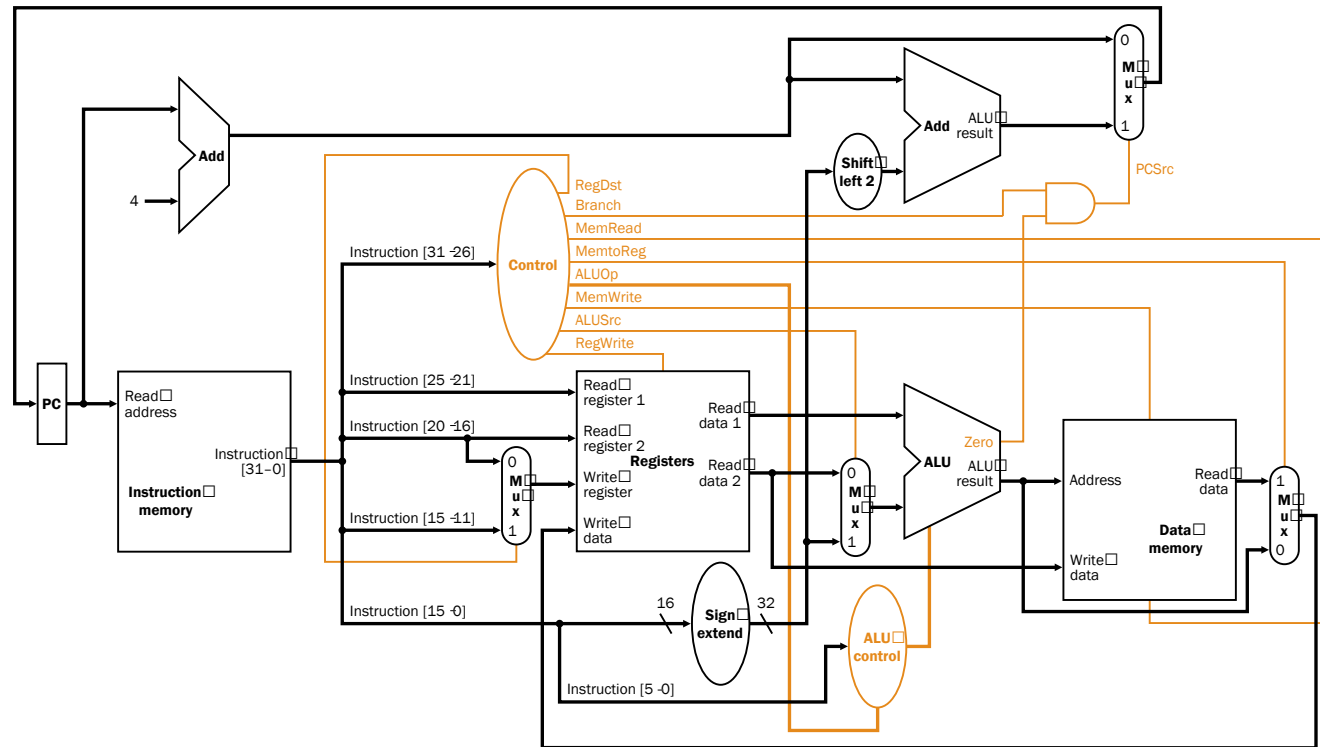 0
M
u
x
1
Add
ALU
result
Shift
left 2
PCSrc
Add
4
RegDst
Branch
MemRead
MemtoReg
ALUOp
MemWrite
ALUSrc
RegWrite
Control
Instruction [31 -26]
Instruction [25 -21]
Instruction [20 -16]
Instruction [15 -11]
Instruction [15 -0]
Instruction [5 -0]
PC
Read
address
Instruction
[31–0]
Instruction
memory
0
M
u
x
1
Read
register 1
Read
register 2
Write
register
Write
data
Registers
Read
data 1
Read
data 2
16
Sign
extend
32
0
M
u
x
1
Zero
ALU
ALU
result
ALU
control
Address
Write
data
Read
data
Data
memory
1
M
u
x
0